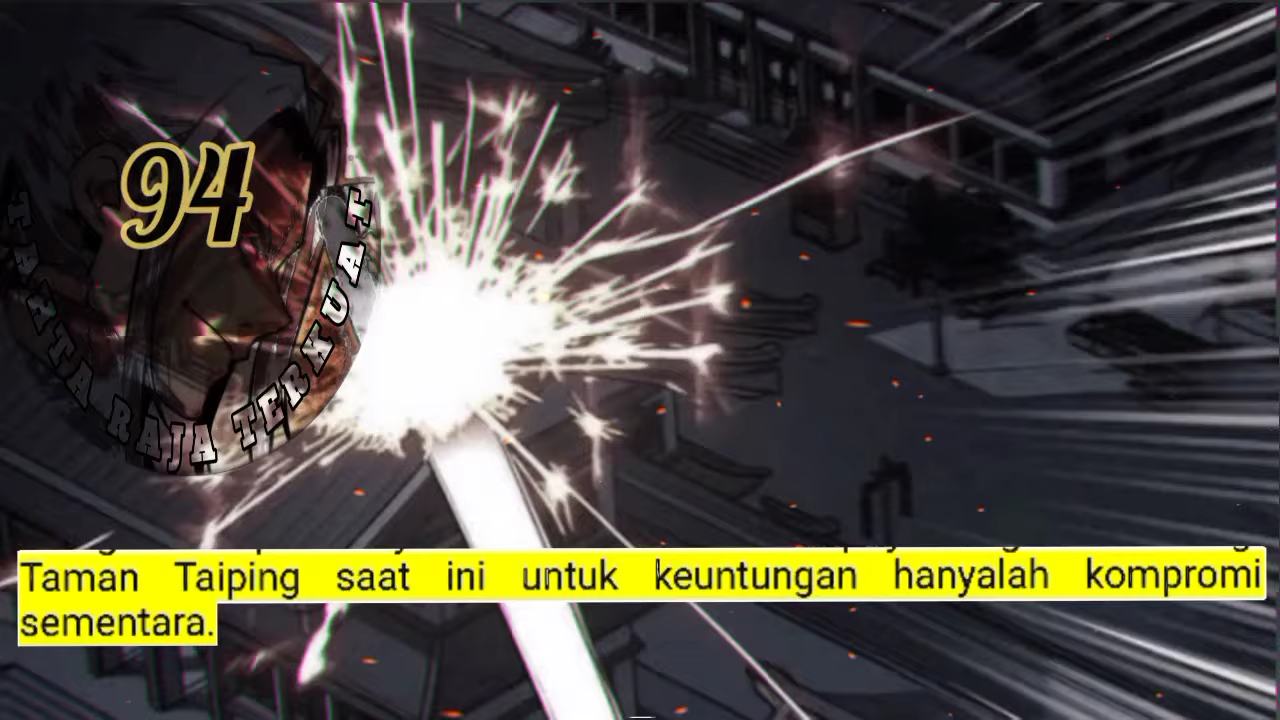 94
TAHTA RAJA TERKUAT
Taman Taiping saat ini untuk keuntungan hanyalah kompromi
sementara.